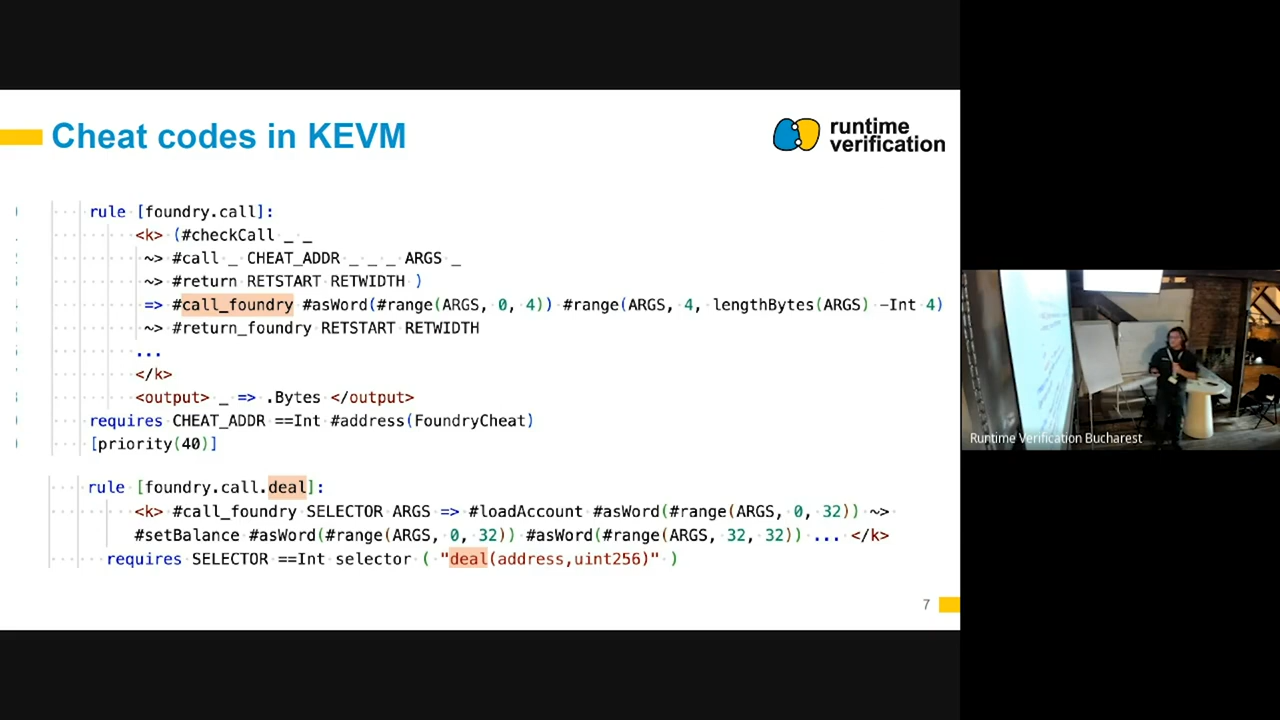 Cheat codes in KEVM
runtime
verification
rule [foundry.call]:
<k> (#checkCall _ _
~> #call _ CHEAT_ADDR _ _ _ ARGS _
~> #return RETSTART RETWIDTH )
=> #call_foundry #asWord(#range(ARGS, 0, 4)) #range(ARGS, 4, lengthBytes(ARGS) -Int 4)
~> #return_foundry RETSTART RETWIDTH
...
</k>
<output> _ => .Bytes </output>
requires CHEAT_ADDR ==Int #address(FoundryCheat)
[priority(40)]
rule [foundry.call.deal]:
<k> #call_foundry SELECTOR ARGS => #loadAccount #asWord(#range(ARGS, 0, 32)) ~>
#setBalance #asWord(#range(ARGS, 0, 32)) #asWord(#range(ARGS, 32, 32)) ... </k>
requires SELECTOR ==Int selector ( "deal(address,uint256)" )
7
Runtime Verification Bucharest